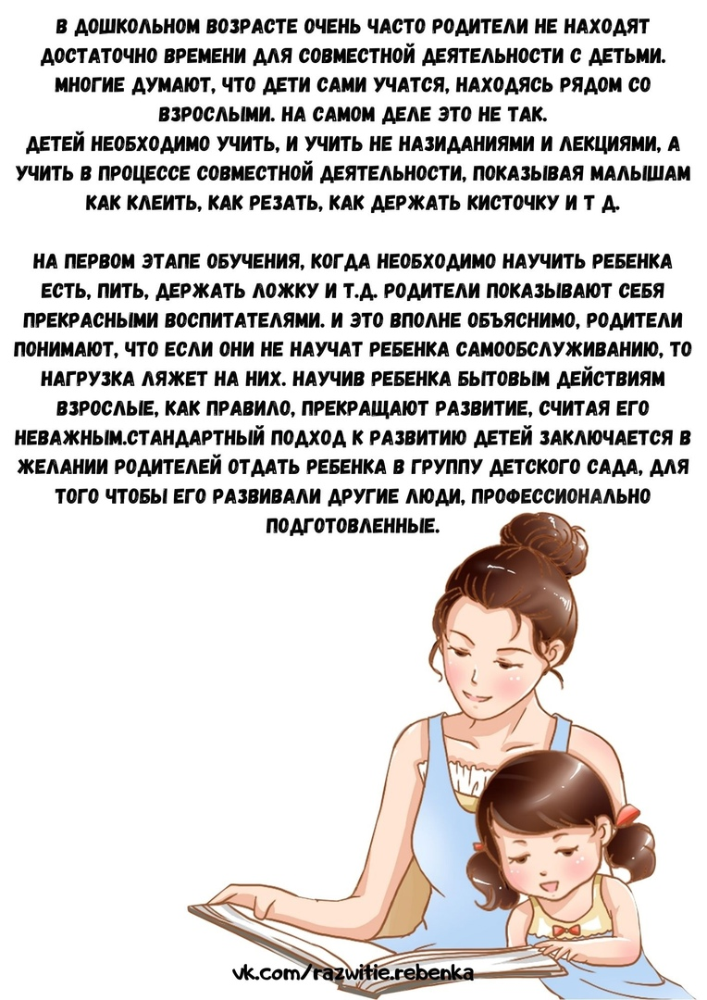 В ДОШКОЛЬНОМ ВОЗРАСТЕ ОЧЕНЬ ЧАСТО РОДИТЕЛИ НЕ НАХОДЯТ
ДОСТАТОЧНО ВРЕМЕНИ ДЛЯ СОВМЕСТНОЙ ДЕЯТЕЛЬНОСТИ С ДЕТЬМИ.
МНОГИЕ ДУМАЮТ, ЧТО ДЕТИ САМИ УЧАТСЯ, НАХОДЯСЬ РЯДОМ СО
ВЗРОСЛЫМИ. НА САМОМ ДЕЛЕ ЭТО НЕ ТАК.
ДЕТЕЙ НЕОБХОДИМО УЧИТЬ, И УЧИТЬ НЕ НАЗИДАНИЯМИ И ЛЕКЦИЯМИ, А
УЧИТЬ В ПРОЦЕССЕ СОВМЕСТНОЙ ДЕЯТЕЛЬНОСТИ, ПОКАЗЫВАЯ МАЛЫШАМ
КАК КЛЕИТЬ, КАК РЕЗАТЬ, КАК ДЕРЖАТЬ КИСТОЧКУ И Т Д.
НА ПЕРВОМ ЭТАПЕ ОБУЧЕНИЯ, КОГДА НЕОБХОДИМО НАУЧИТЬ РЕБЕНКА
ЕСТЬ, ПИТЬ, ДЕРЖАТЬ ЛОЖКУ И Т.Д. РОДИТЕЛИ ПОКАЗЫВАЮТ СЕБЯ
ПРЕКРАСНЫМИ ВОСПИТАТЕЛЯМИ. И ЭТО ВПОЛНЕ ОБЪЯСНИМО, РОДИТЕЛИ
ПОНИМАЮТ, ЧТО ЕСЛИ ОНИ НЕ НАУЧАТ РЕБЕНКА САМООБСЛУЖИВАНИЮ, ТО
НАГРУЗКА ЛЯЖЕТ НА НИХ. НАУЧИВ РЕБЕНКА БЫТОВЫМ ДЕЙСТВИЯМ
ВЗРОСЛЫЕ, КАК ПРАВИЛО, ПРЕКРАЩАЮТ РАЗВИТИЕ, СЧИТАЯ ЕГО
НЕВАЖНЫМ.СТАНДАРТНЫЙ ПОДХОД К РАЗВИТИЮ ДЕТЕЙ ЗАКЛЮЧАЕТСЯ В
ЖЕЛАНИИ РОДИТЕЛЕЙ ОТДАТЬ РЕБЕНКА В ГРУППУ ДЕТСКОГО САДА, ДЛЯ
ТОГО ЧТОБЫ ЕГО РАЗВИВАЛИ ДРУГИЕ ЛЮДИ, ПРОФЕССИОНАЛЬНО
ПОДГОТОВЛЕННЫЕ.
vk.com/razwitie.rebenka